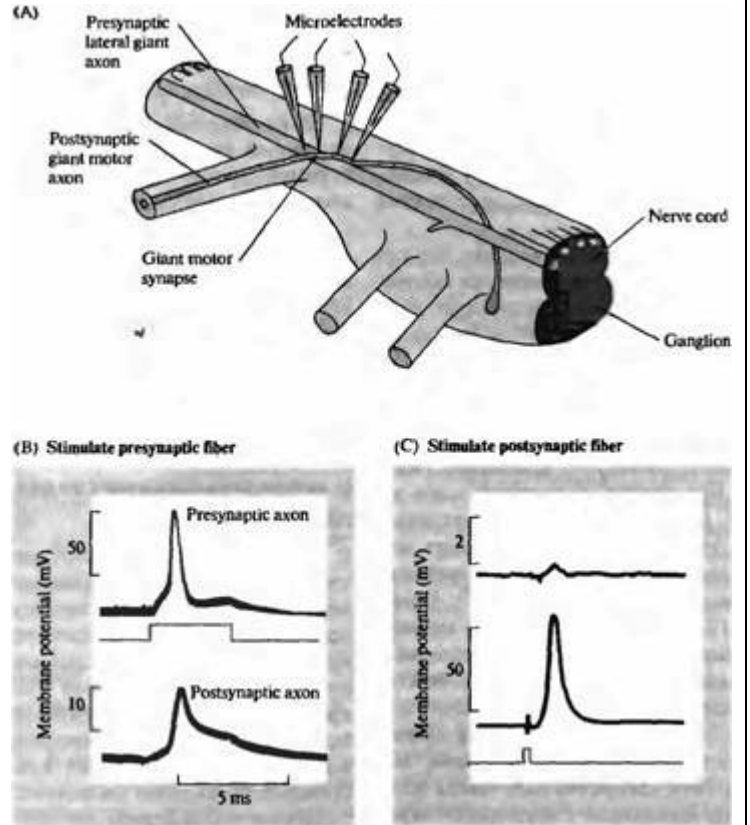 (A)
Presynaptic
lateral giant
axon
Microelectrodes
Postsynaptic
giant motor
axon
Giant motor
synapse
Nerve cord
Ganglion
(B) Stimulate presynaptic fiber
Membrane potential (mV)
50
Presynaptic axon
10
Postsynaptic axon
5 ms
(C) Stimulate postsynaptic fiber
Membrane potential (mV)
2
50